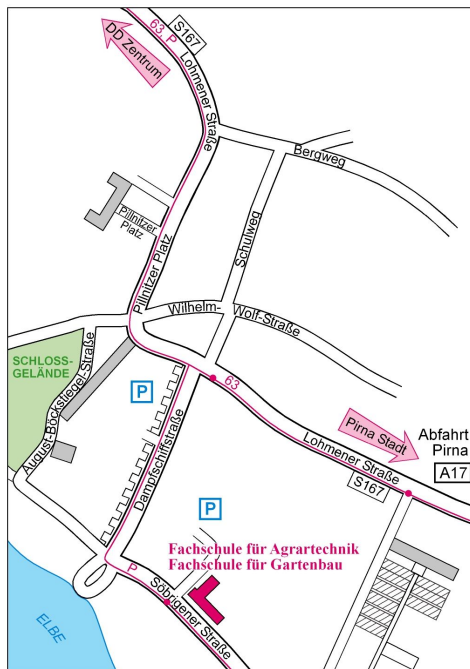 63, P
S167
DD Zentrum
Lohmener Straße
Bergweg
Pillnitzer
Platz
Schulweg
Pillnitzer Platz
Wilhelm-
Wolf-Straße
SCHLOSS-
GELÄNDE
August-Böckstiegel-Straße
63
P
Pirna Stadt
Abfahrt
Pirna
A17
Lohmener Straße
S167
Dampfschiffstraße
P
Fachschule für Agrartechnik
Fachschule für Gartenbau
P
Söbrigener Straße
ELBE